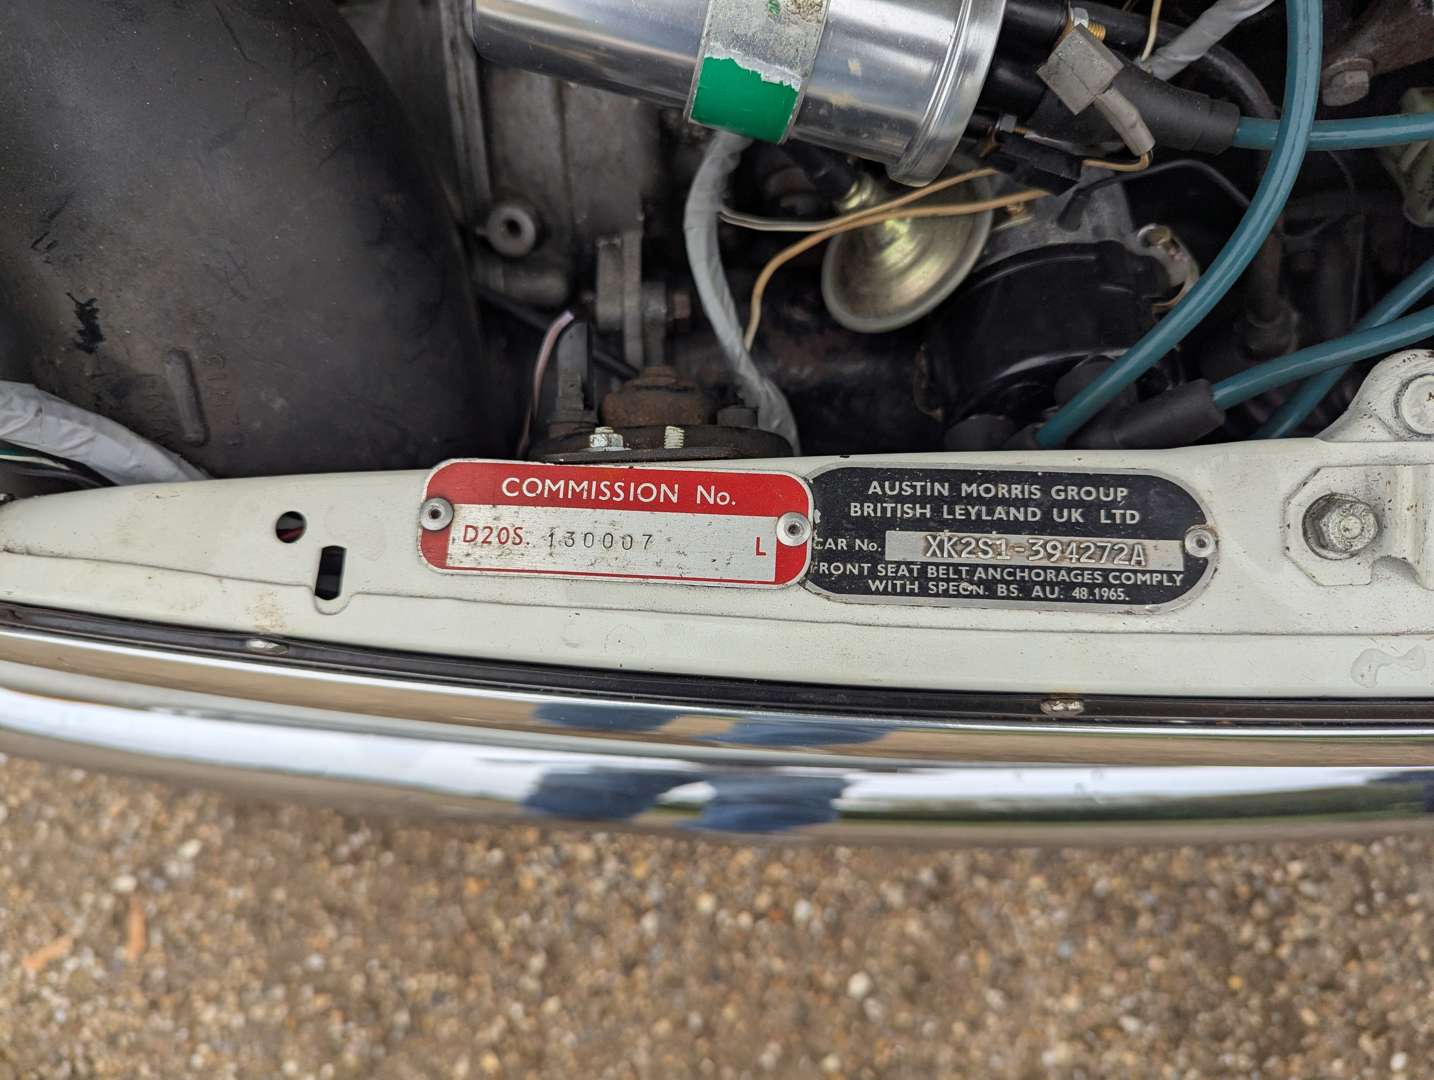 COMMISSION No.
D20S. 130007 L
AUSTIN MORRIS GROUP
BRITISH LEYLAND UK LTD
CAR No. XK2S1-394272A
FRONT SEAT BELT ANCHORAGES COMPLY
WITH SPECN. BS. AU. 48.1965.